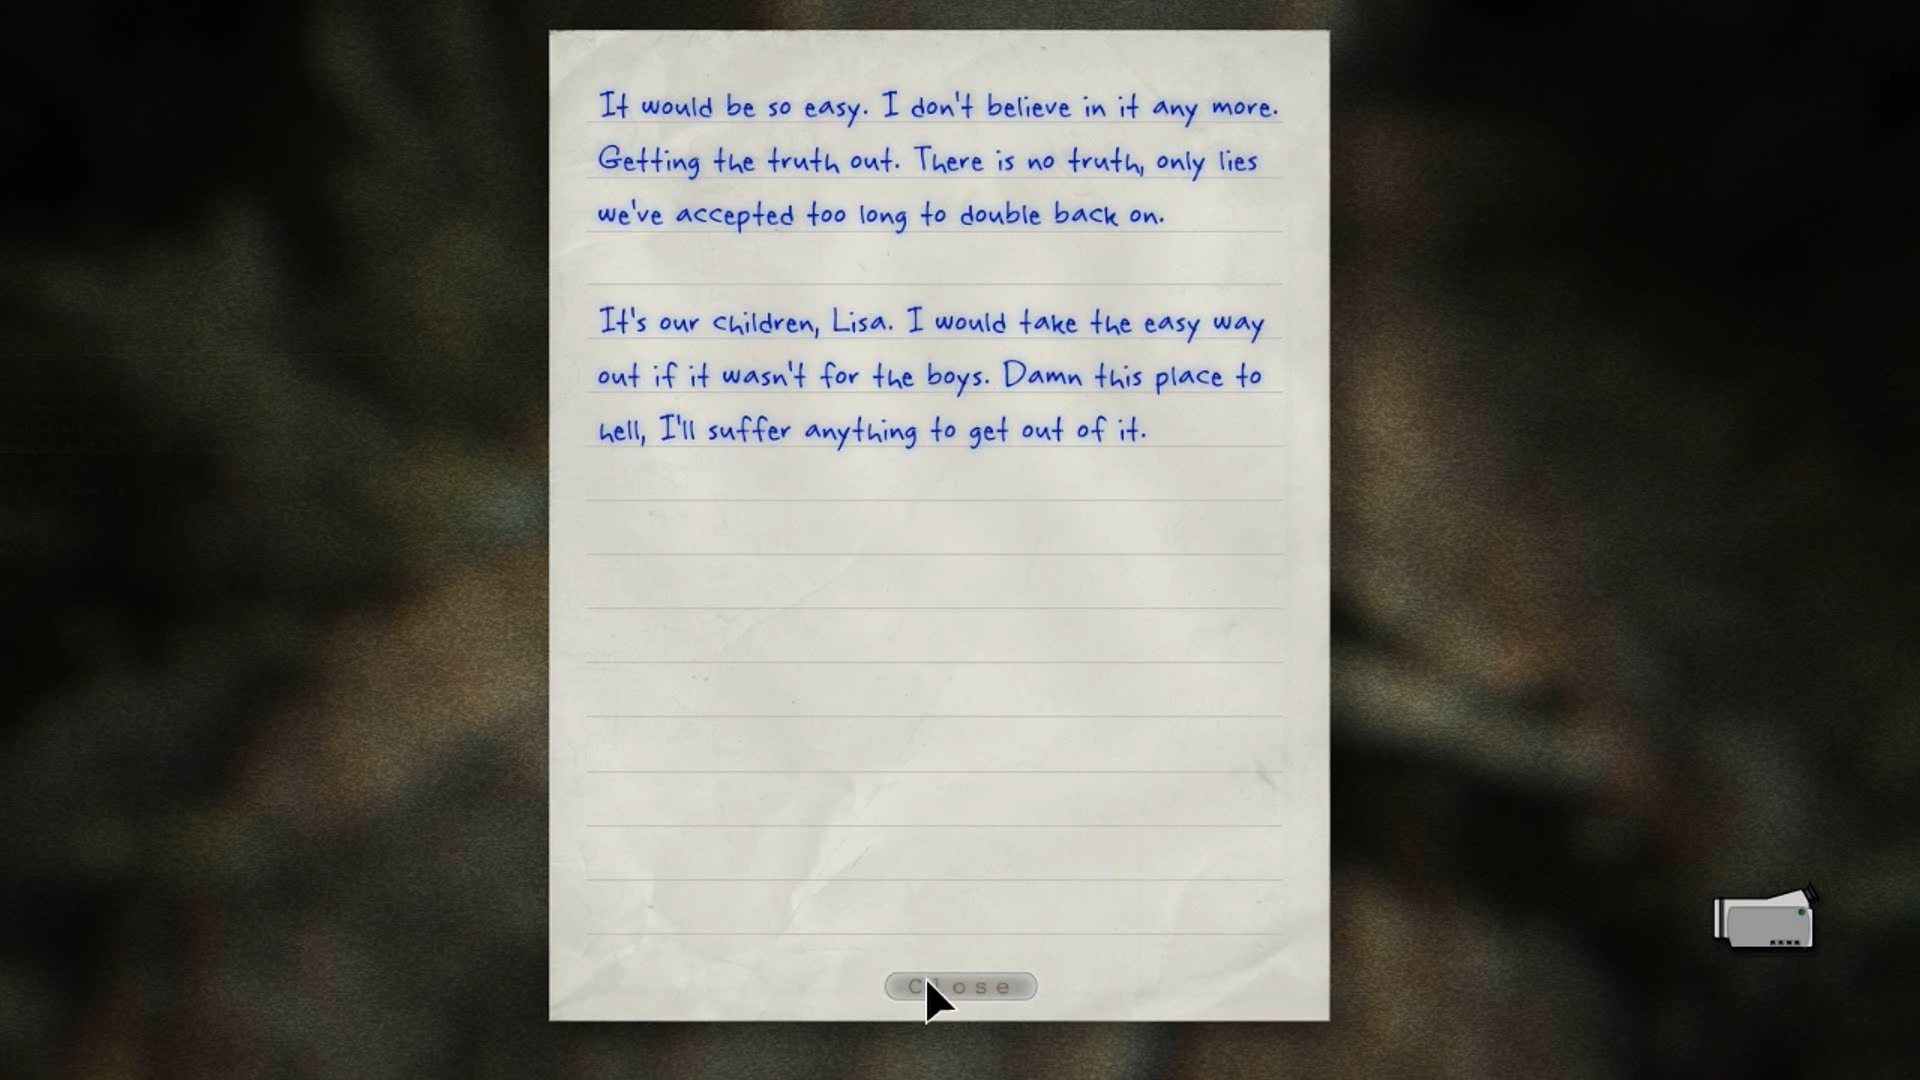 It would be so easy. I don't believe in it any more.
Getting the truth out. There is no truth, only lies
we've accepted too long to double back on.
It's our children, Lisa. I would take the easy way
out if it wasn't for the boys. Damn this place to
hell, I'll suffer anything to get out of it.
Close